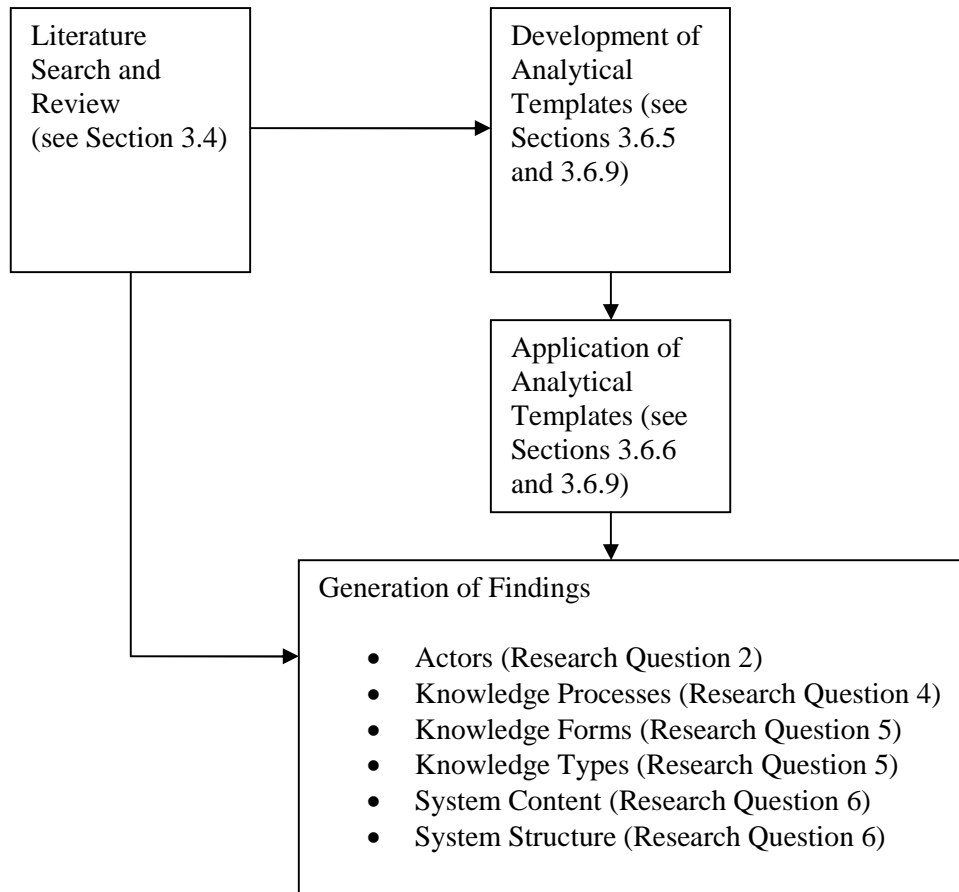 Literature
Search and
Review
(see Section 3.4)
Development of
Analytical
Templates (see
Sections 3.6.5
and 3.6.9)
Application of
Analytical
Templates (see
Sections 3.6.6
and 3.6.9)
Generation of Findings
• Actors (Research Question 2)
• Knowledge Processes (Research Question 4)
• Knowledge Forms (Research Question 5)
• Knowledge Types (Research Question 5)
• System Content (Research Question 6)
• System Structure (Research Question 6)